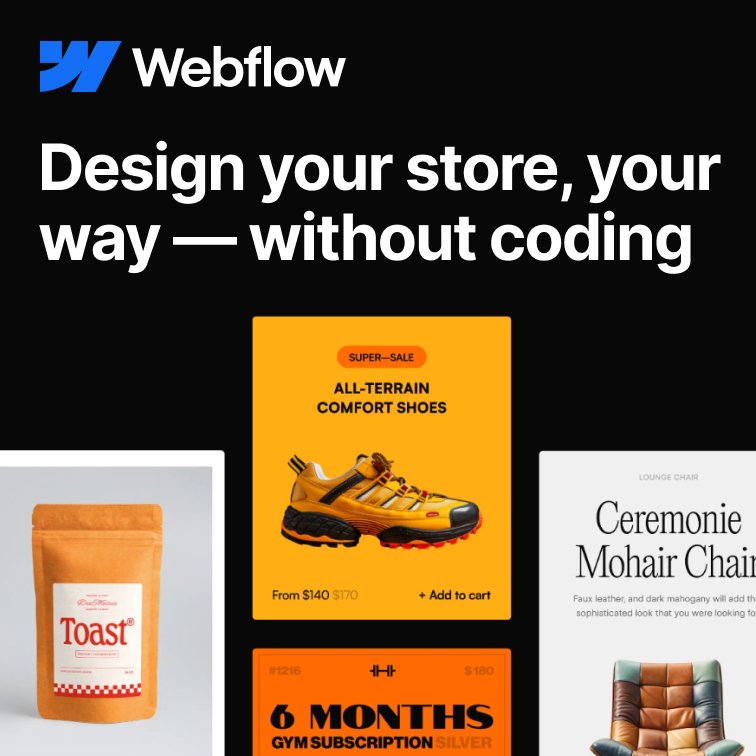 Webflow
Design your store, your
way — without coding
SUPER—SALE
ALL-TERRAIN
COMFORT SHOES
From $140 $170
+ Add to cart
Toast®
LOUNGE CHAIR
Ceremonie
Mohair Chair
Faux leather, and dark mahogany will add
sophisticated look that you were looking
#1216
$180
6 MONTHS
GYM SUBSCRIPTION SILVER